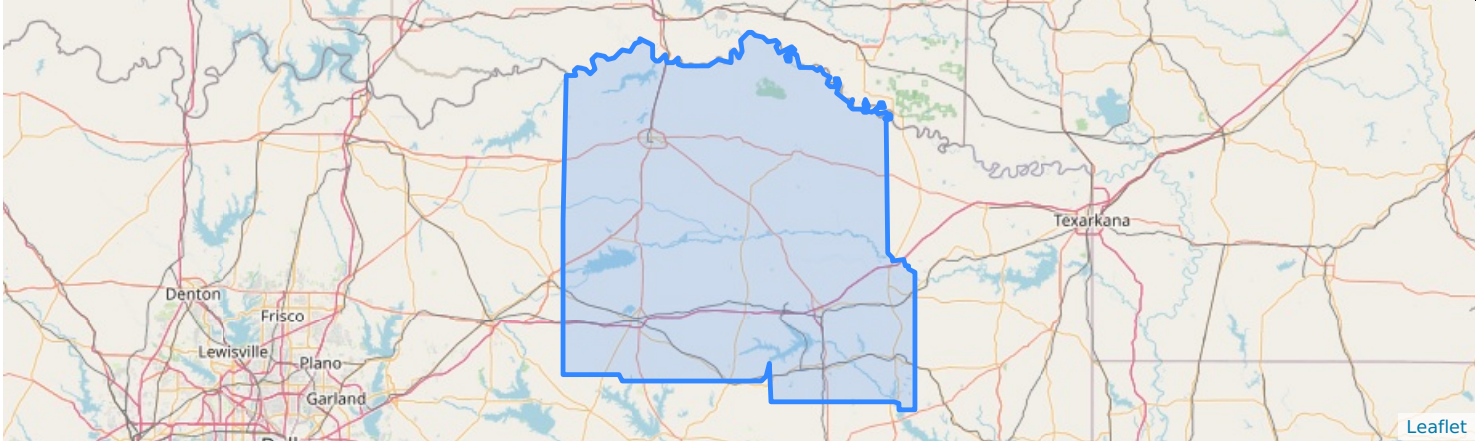 Texarkana
Denton
Frisco
Lewisville
Plano
Garland
Leaflet